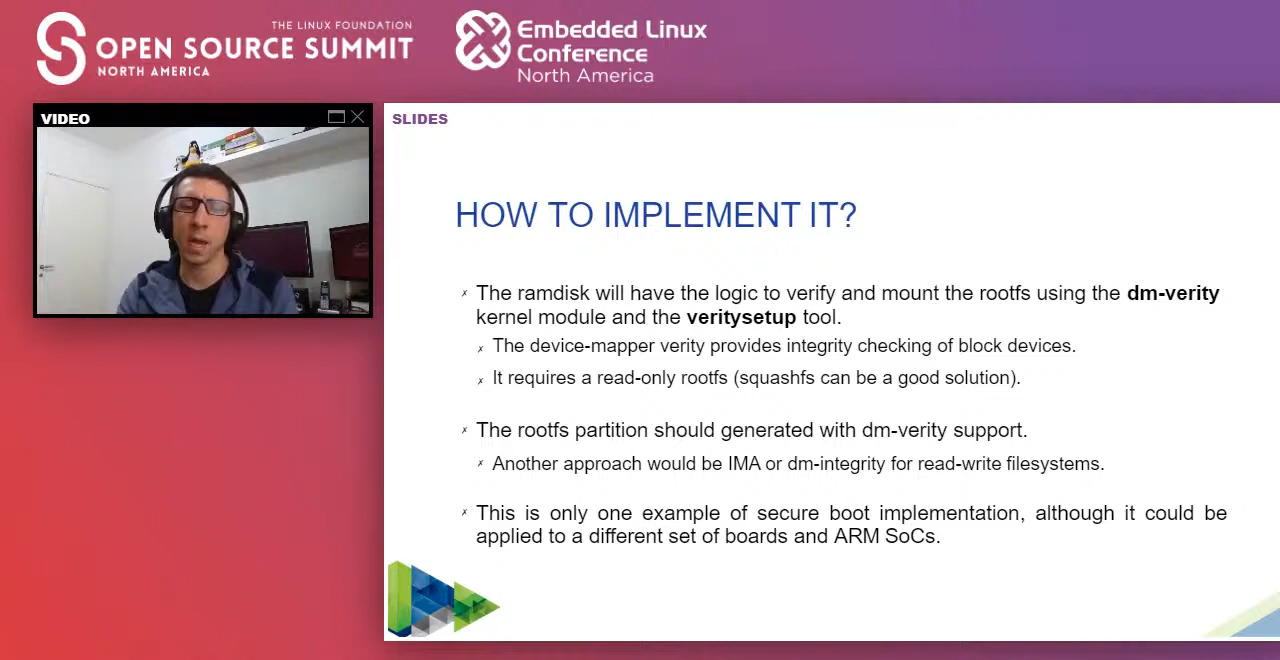 THE LINUX FOUNDATION
OPEN SOURCE SUMMIT
NORTH AMERICA
Embedded Linux
Conference
North America
VIDEO
SLIDES
HOW TO IMPLEMENT IT?
The ramdisk will have the logic to verify and mount the rootfs using the dm-verity
kernel module and the veritysetup tool.
The device-mapper verity provides integrity checking of block devices.
It requires a read-only rootfs (squashfs can be a good solution).
The rootfs partition should generated with dm-verity support.
Another approach would be IMA or dm-integrity for read-write filesystems.
This is only one example of secure boot implementation, although it could be
applied to a different set of boards and ARM SoCs.